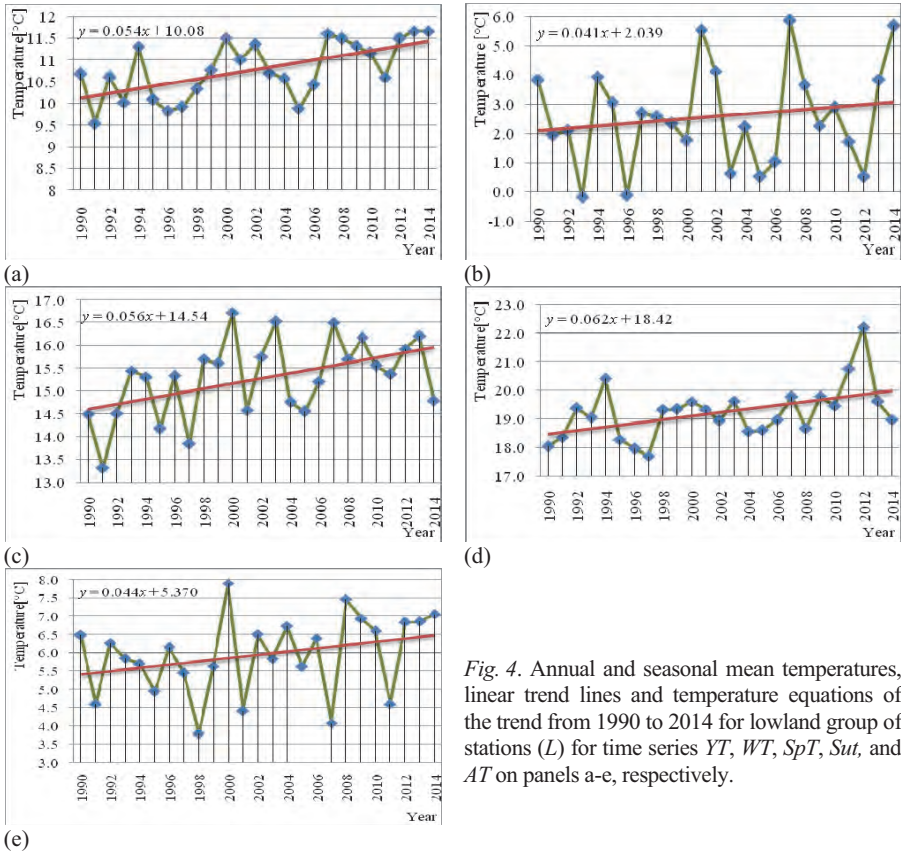 Temperature[°C]
12
11.5
11
10.5
10
9.5
9
8.5
8
y = 0.054x + 10.08
1990 1992 1994 1996 1998 2000 2002 2004 2006 2008 2010 2012 2014
Year
(a)
Temperature [°C]
6.0
5.0
4.0
3.0
2.0
1.0
0.0
-1.0
y = 0.041x + 2.039
1990 1992 1994 1996 1998 2000 2002 2004 2006 2008 2010 2012 2014
Year
(b)
Temperature[°C]
17.0
16.5
16.0
15.5
15.0
14.5
14.0
13.5
13.0
y = 0.056x + 14.54
1990 1992 1994 1996 1998 2000 2002 2004 2006 2008 2010 2012 2014
Year
(c)
Temperature [°C]
23.0
22.0
21.0
20.0
19.0
18.0
17.0
y = 0.062x + 18.42
1990 1992 1994 1996 1998 2000 2002 2004 2006 2008 2010 2012 2014
Year
(d)
Temperature[°C]
8.0
7.5
7.0
6.5
6.0
5.5
5.0
4.5
4.0
3.5
3.0
y = 0.044x + 5.370
1990 1992 1994 1996 1998 2000 2002 2004 2006 2008 2010 2012 2014
Year
(e)
Fig. 4. Annual and seasonal mean temperatures,
linear trend lines and temperature equations of
the trend from 1990 to 2014 for lowland group of
stations (L) for time series YT, WT, SpT, Sut, and
AT on panels a-e, respectively.